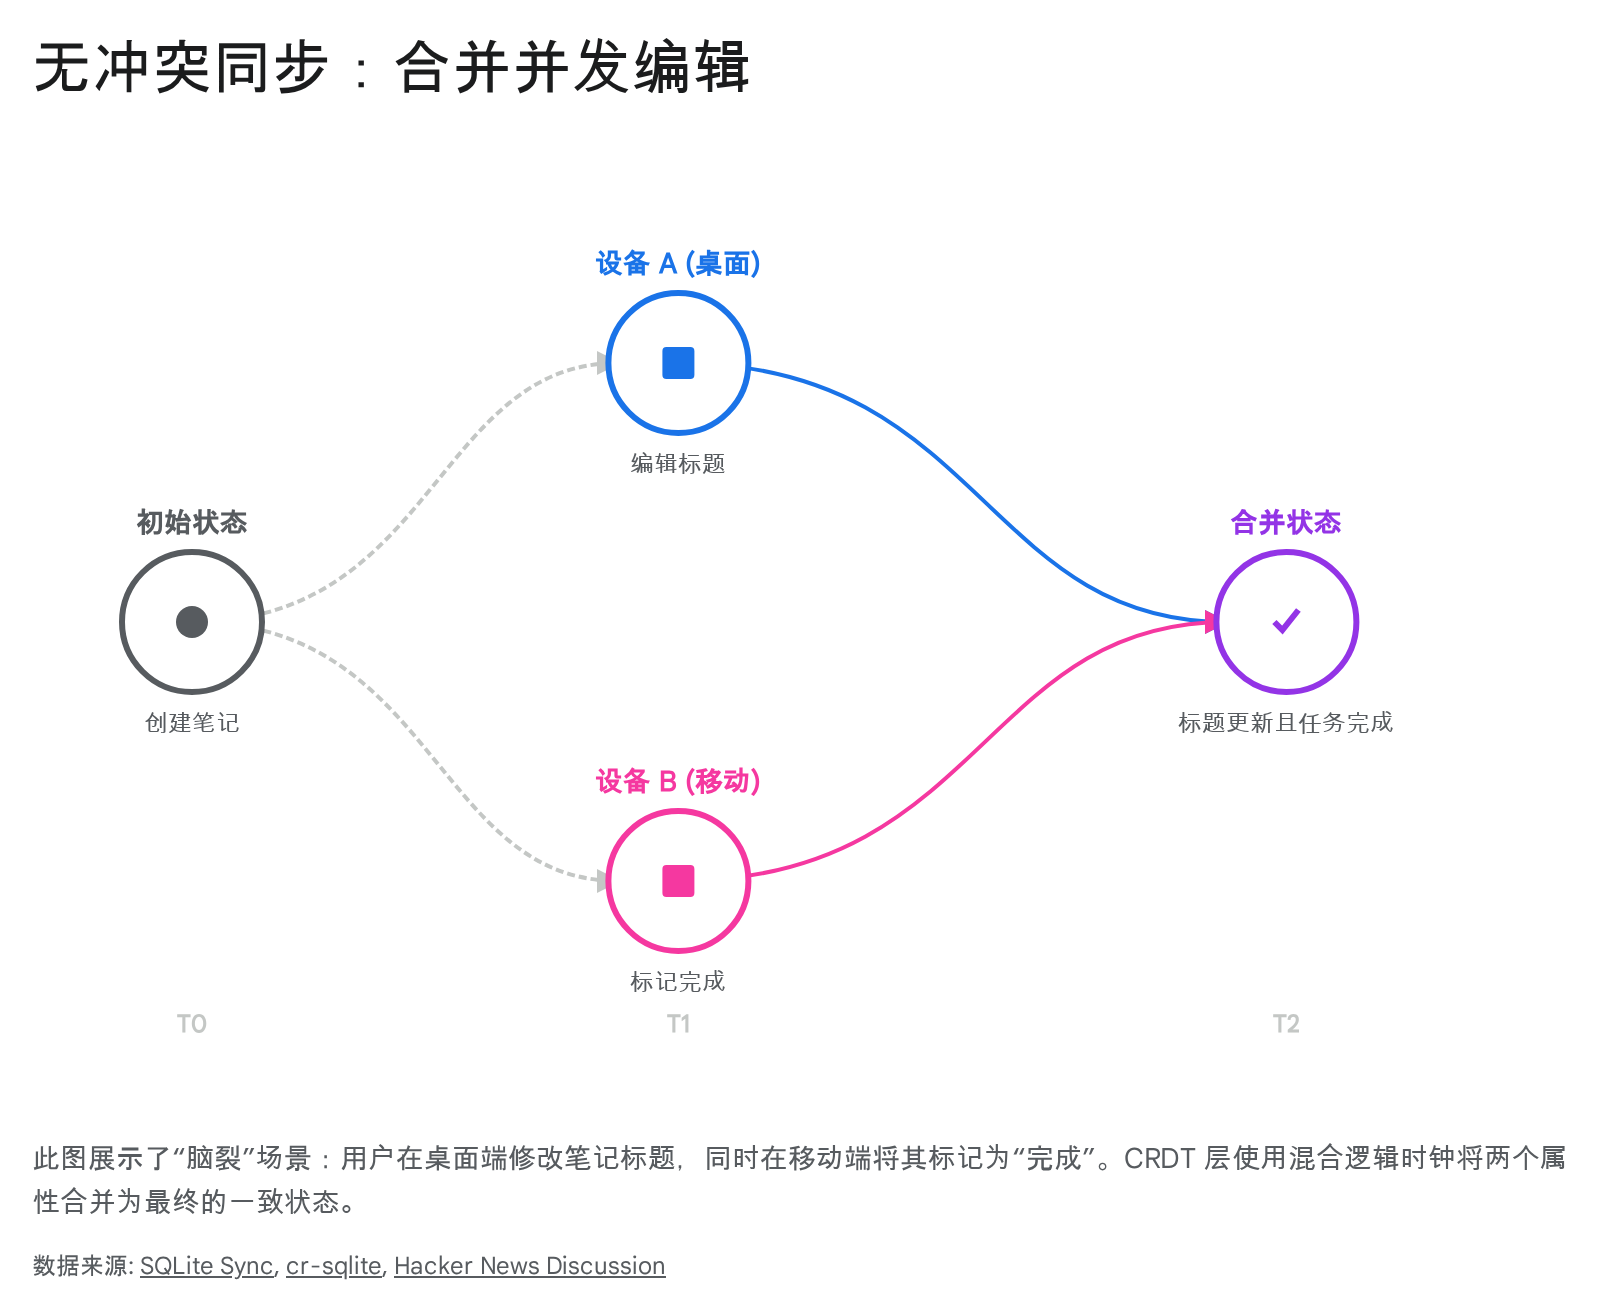 无冲突同步：合并并发编辑
设备 A (桌面)
编辑标题
初始状态
创建笔记
合并状态
标题更新且任务完成
设备 B (移动)
标记完成
T0
T1
T2
此图展示了“脑裂”场景：用户在桌面端修改笔记标题，同时在移动端将其标记为“完成”。CRDT 层使用混合逻辑时钟将两个属
性合并为最终的一致状态。
数据来源: SQLite Sync, cr-sqlite, Hacker News Discussion